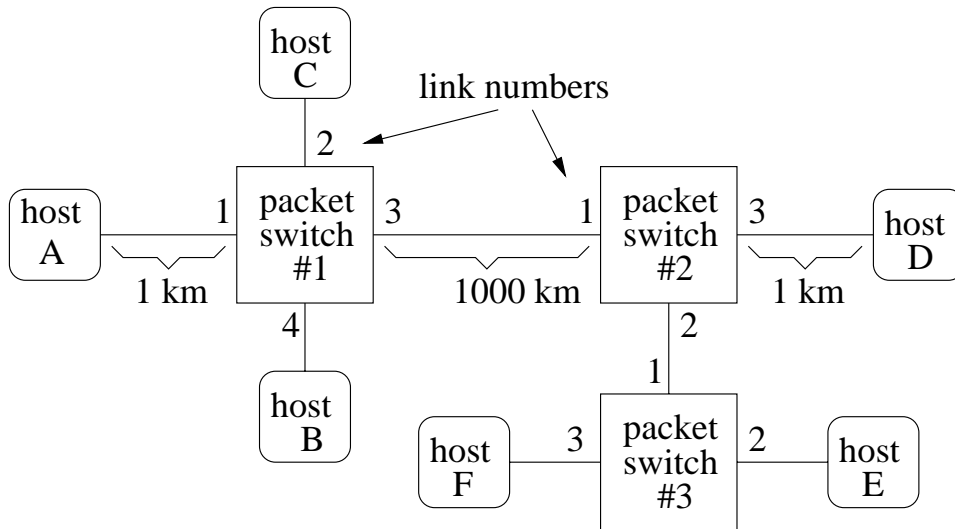 host
C
link numbers
2
host
A
1
packet
switch
#1
3
1
packet
switch
#2
3
host
D
1 km
1000 km
1 km
4
2
host
B
1
host
F
3
packet
switch
#3
2
host
E